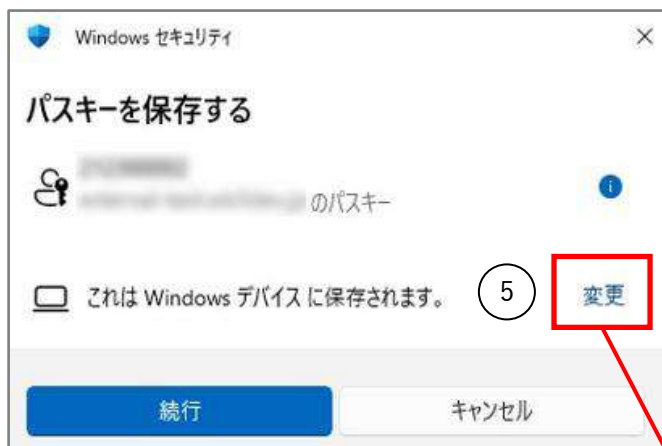 Windows セキュリティ
パスキーを保存する
のパスキー
これは Windows デバイス に保存されます。
5
変更
続行
キャンセル